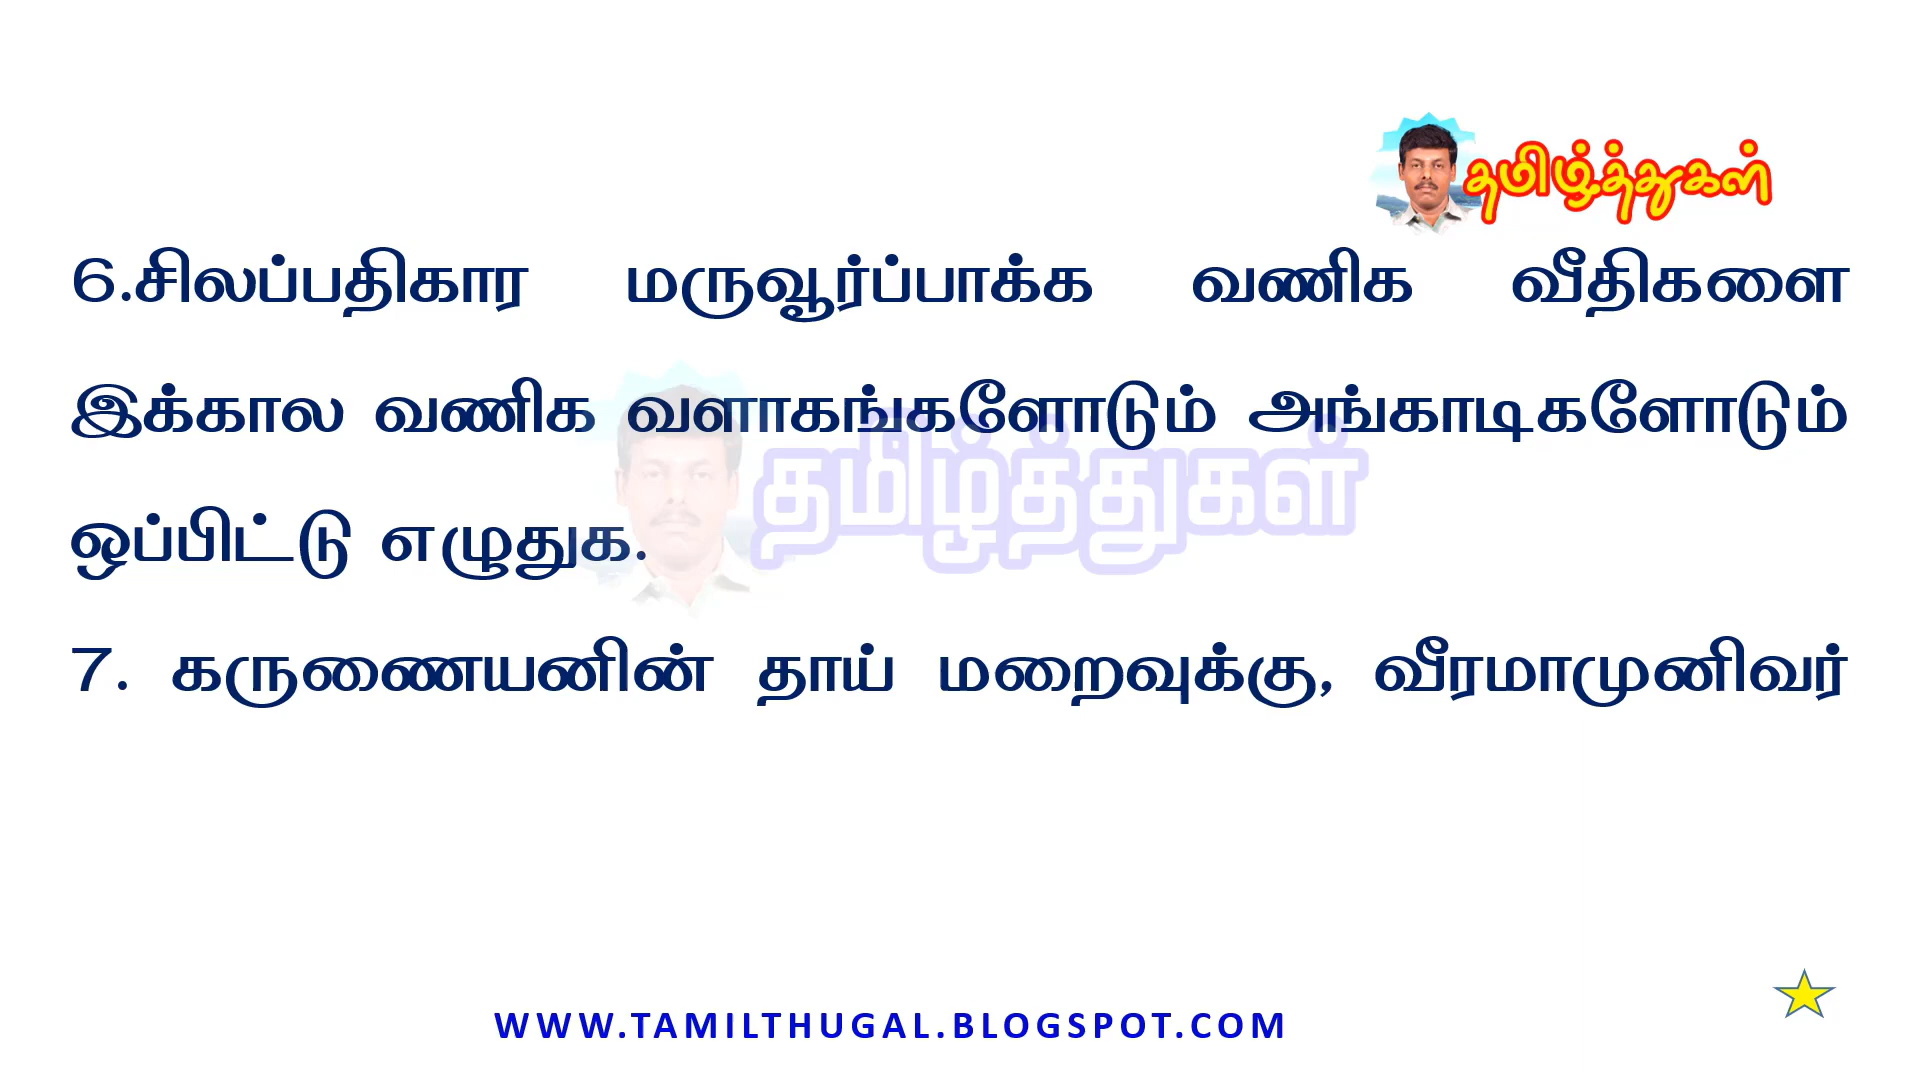 தமிழ்த்துகள்
6.சிலப்பதிகார மருவூர்ப்பாக்க வணிக வீதிகளை
இக்கால வணிக வளாகங்களோடும் அங்காடிகளோடும்
தமிழ்த்துகள்
ஒப்பிட்டு எழுதுக.
7. கருணையனின் தாய் மறைவுக்கு, வீரமாமுனிவர்
WWW.TAMILTHUGAL.BLOGSPOT.COM